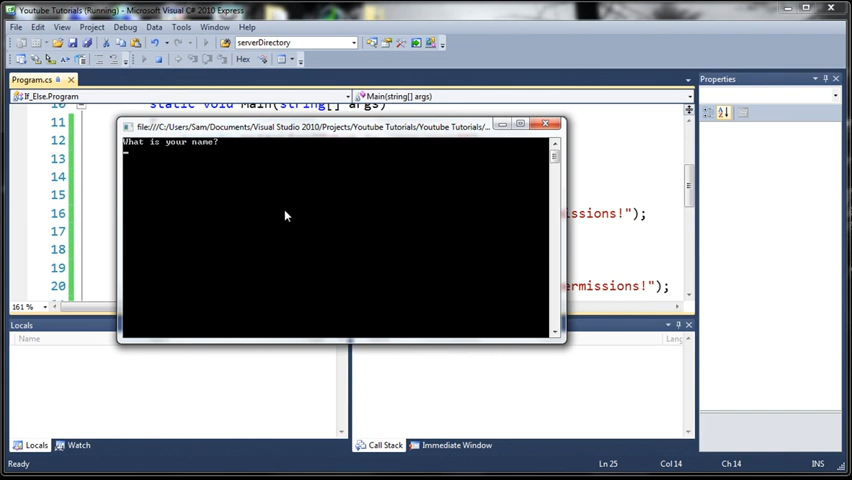 Youtube Tutorials (Running) - Microsoft Visual C# 2010 Express
File Edit View Project Debug Data Tools Window Help
serverDirectory
Hex
Program.cs
Properties
If_Else.Program
Main(string[] args)
10 static void Main(string[] args)
11
file:///C:/Users/Sam/Documents/Visual Studio 2010/Projects/Youtube Tutorials/Youtube Tutorials/...
12
What is your name?
13
14
15
16 issions!");
17
18
19
20 ermissions!");
161 %
Locals
Name
Lang
Locals Watch Call Stack Immediate Window
Ready Ln 25 Col 14 Ch 14 INS